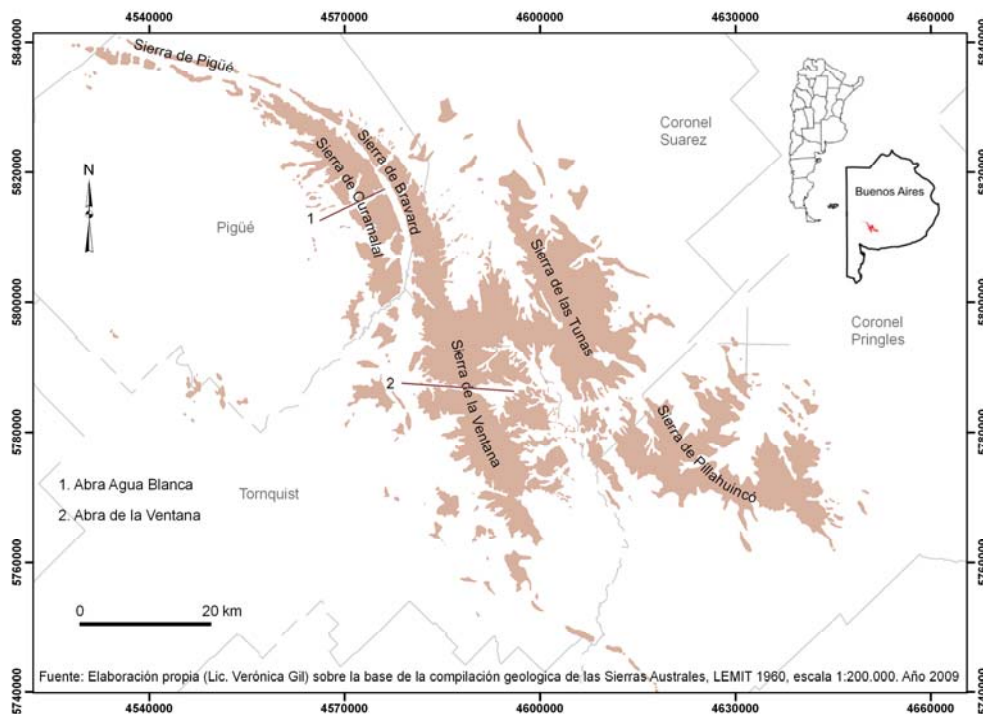 4540000 4570000 4600000 4630000 4660000
5840000 5840000
Sierra de Pigüé
Coronel
Suarez
Sierra de Bravard
Sierra de Curamalal
N
5820000 5820000
Buenos Aires
1
Pigüé
Sierra de las Tunas
5800000 5800000
Coronel
Pringles
Sierra de la Ventana
2
Sierra de Pillahuincó
5780000 5780000
1. Abra Agua Blanca
Tornquist
2. Abra de la Ventana
5760000 5760000
0 20 km
Fuente: Elaboración propia (Lic. Verónica Gil) sobre la base de la compilación geologica de las Sierras Australes, LEMIT 1960, escala 1:200.000. Año 2009
5740000 5740000
4540000 4570000 4600000 4630000 4660000